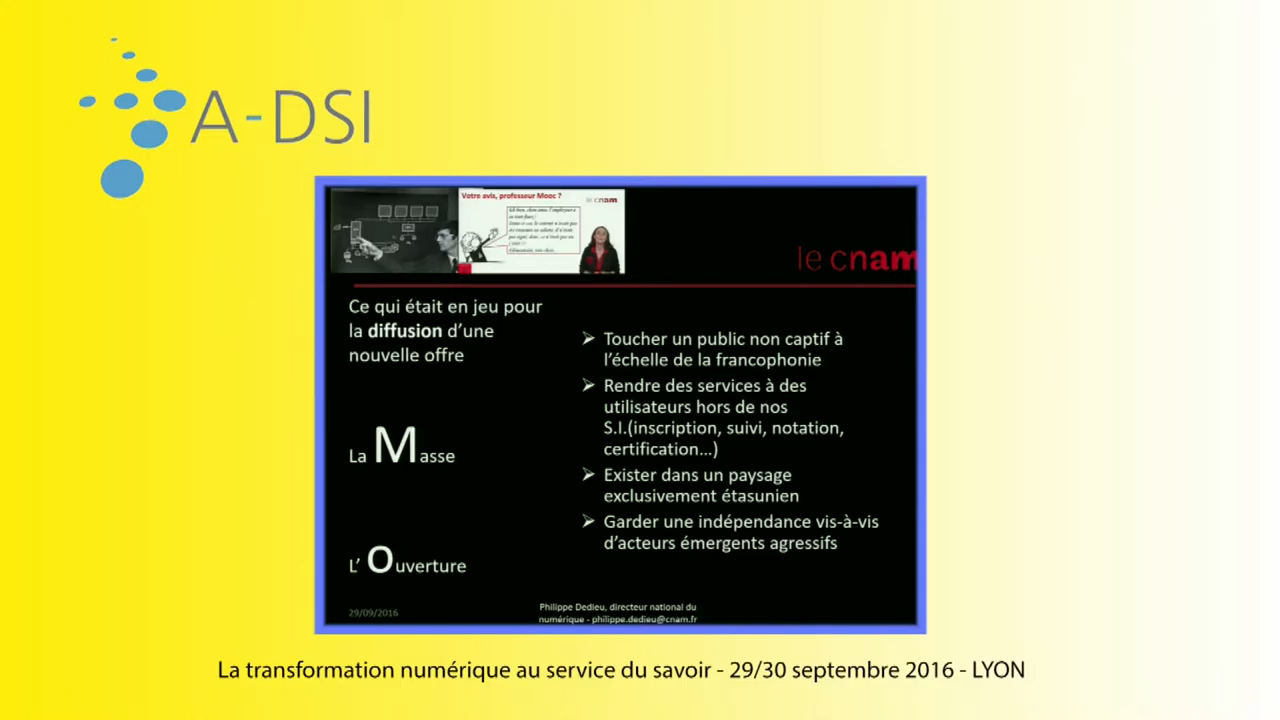 A-DSI
Votre avis, professeur Mooc ?
le cnam
le cnam
Ce qui était en jeu pour
la diffusion d’une
nouvelle offre
La Masse
L’ Ouverture
➢ Toucher un public non captif à
l’échelle de la francophonie
➢ Rendre des services à des
utilisateurs hors de nos
S.I.(inscription, suivi, notation,
certification…)
➢ Exister dans un paysage
exclusivement étasunien
➢ Garder une indépendance vis-à-vis
d’acteurs émergents agressifs
29/09/2016
Philippe Dedieu, directeur national du
numérique - philippe.dedieu@cnam.fr
La transformation numérique au service du savoir - 29/30 septembre 2016 - LYON